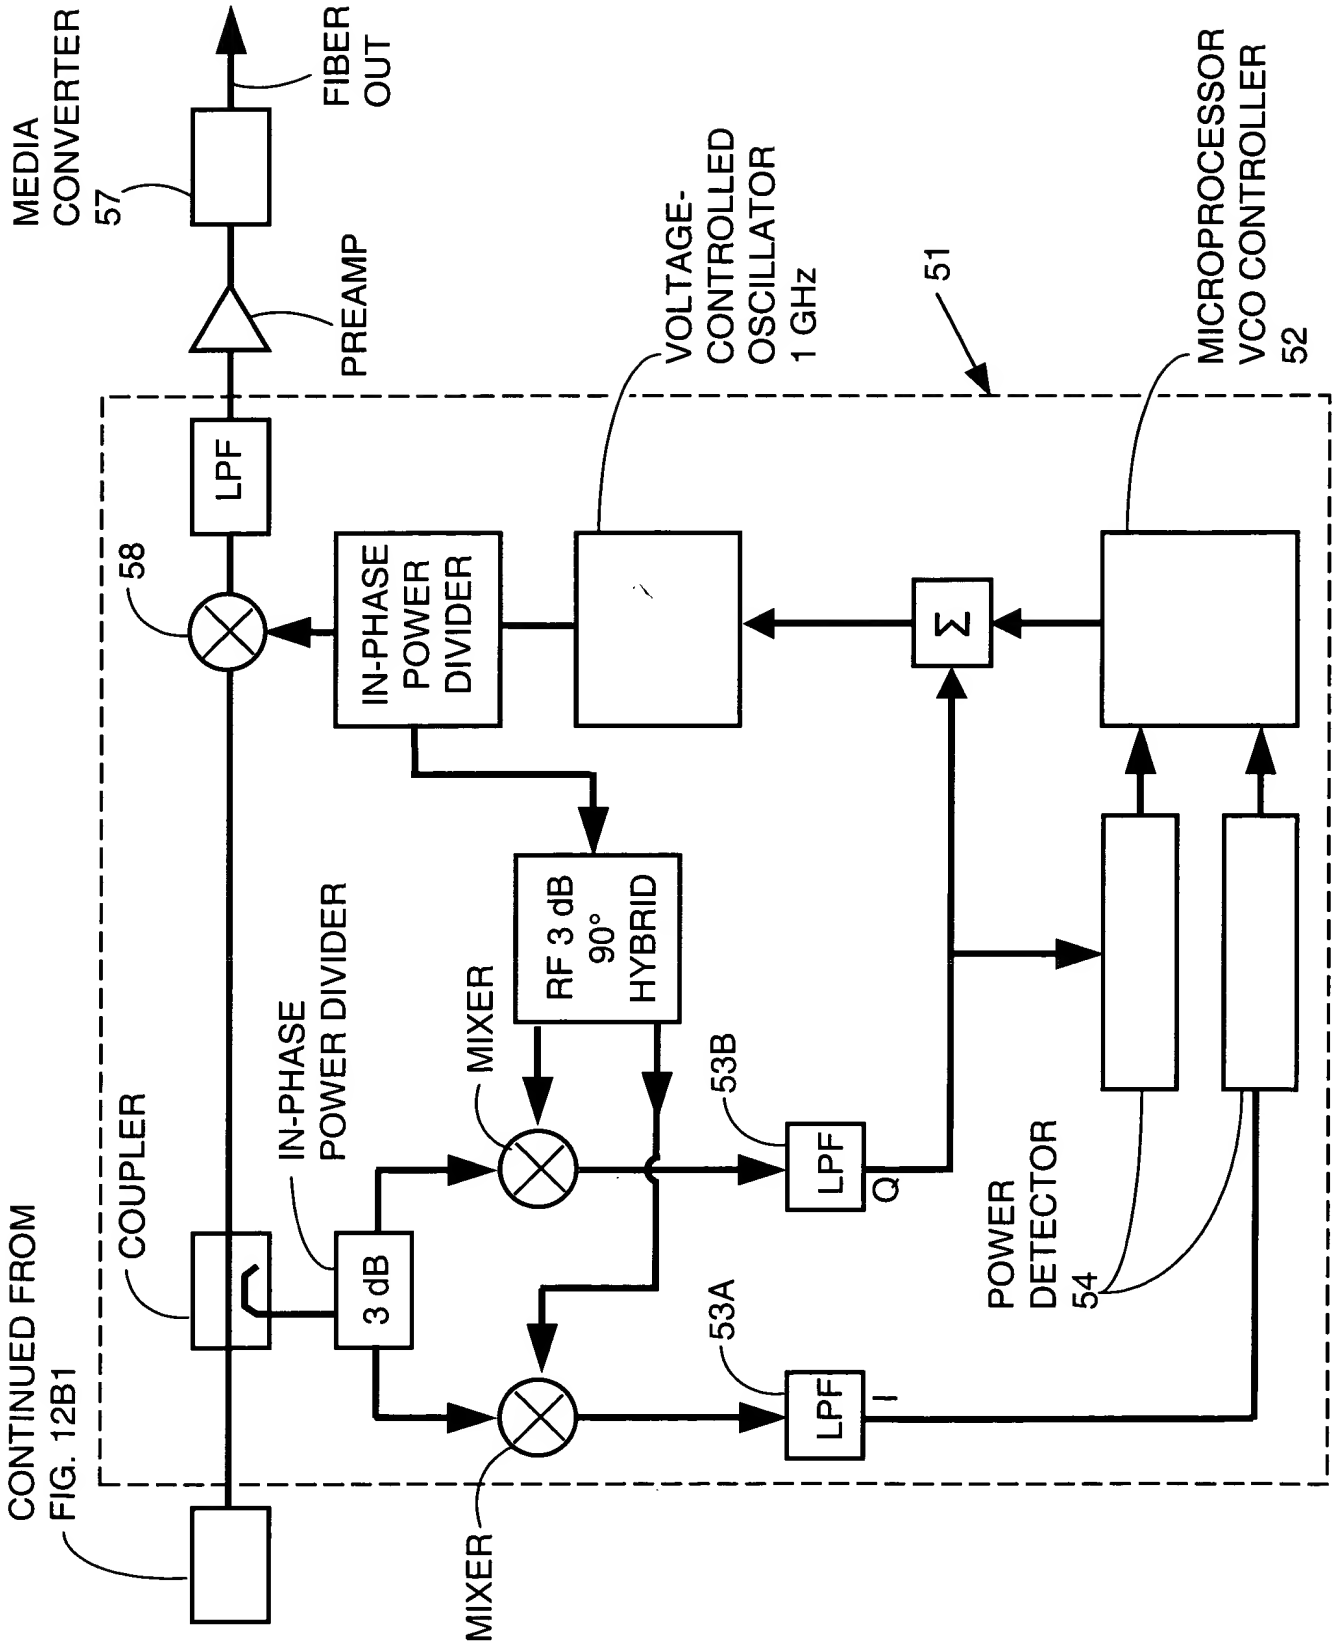 CONTINUED FROM
FIG. 12B1
COUPLER
IN-PHASE
POWER DIVIDER
3 dB
MIXER
MIXER
RF 3 dB
90°
HYBRID
58
LPF
IN-PHASE
POWER
DIVIDER
PREAMP
MEDIA
CONVERTER
57
FIBER
OUT
VOLTAGE-
CONTROLLED
OSCILLATOR
1 GHz
51
53A
LPF
I
53B
LPF
Q
Σ
POWER
DETECTOR
54
MICROPROCESSOR
VCO CONTROLLER
52